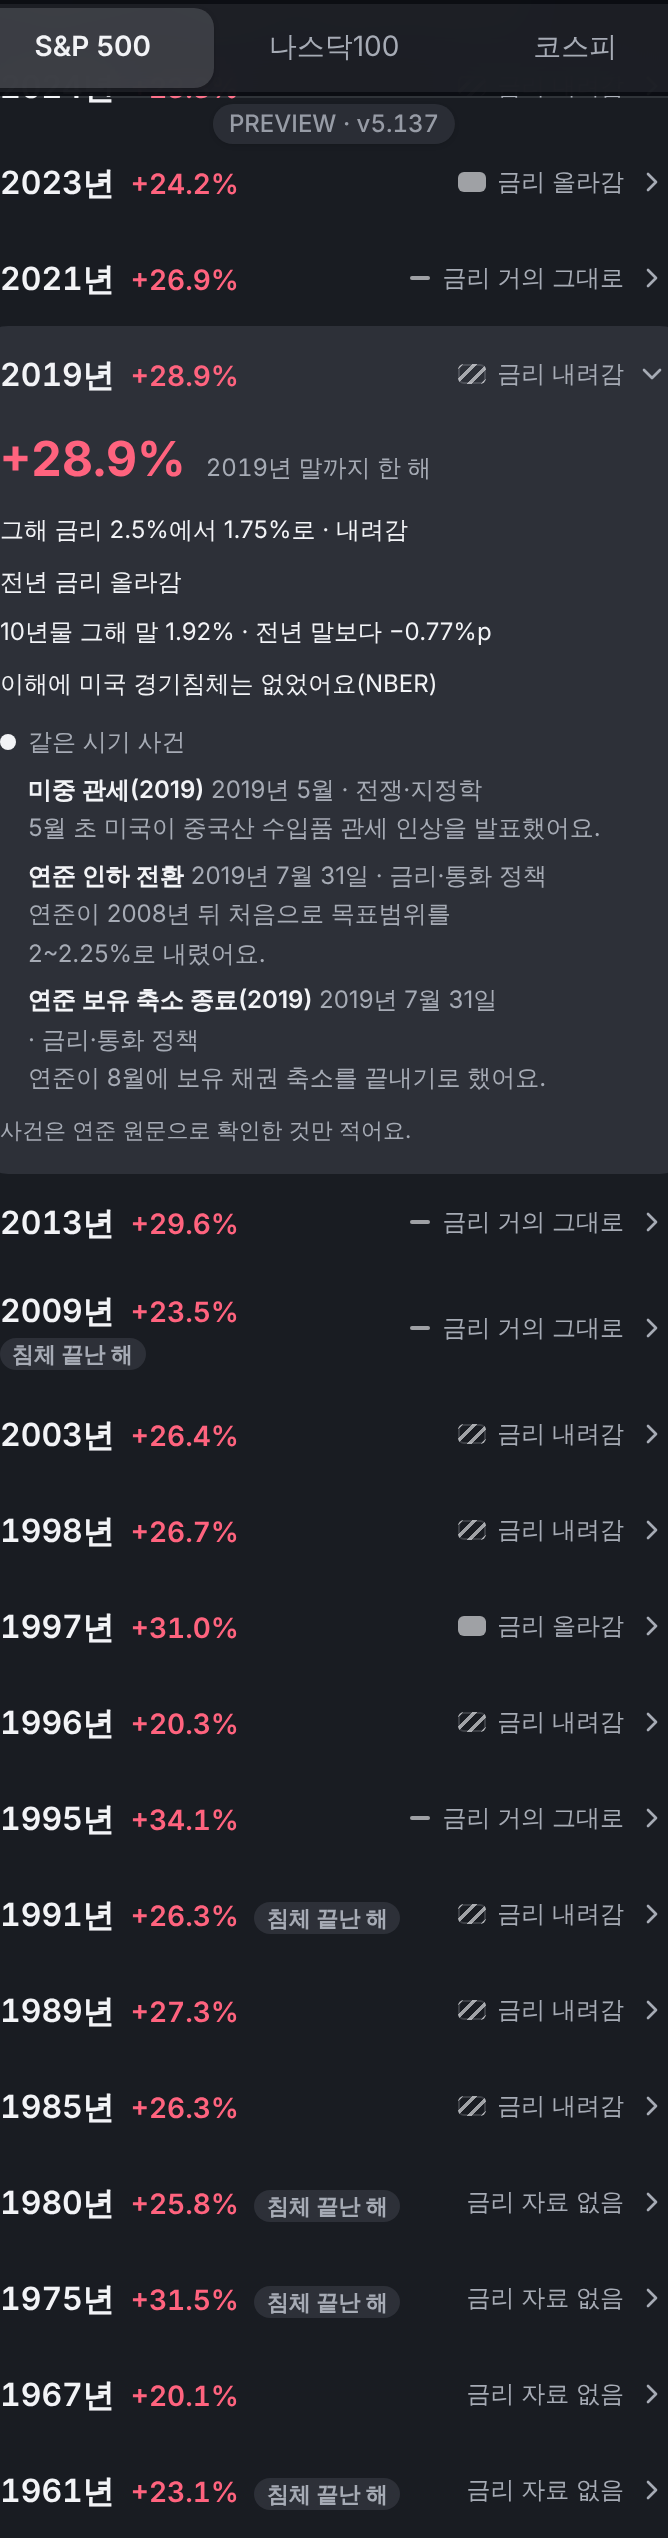 S&P 500
나스닥100
코스피
PREVIEW · v5.137
2023년 +24.2% 금리 올라감
2021년 +26.9% 금리 거의 그대로
2019년 +28.9% 금리 내려감
+28.9% 2019년 말까지 한 해
그해 금리 2.5%에서 1.75%로 · 내려감
전년 금리 올라감
10년물 그해 말 1.92% · 전년 말보다 −0.77%p
이해에 미국 경기침체는 없었어요(NBER)
같은 시기 사건
미중 관세(2019) 2019년 5월 · 전쟁·지정학
5월 초 미국이 중국산 수입품 관세 인상을 발표했어요.
연준 인하 전환 2019년 7월 31일 · 금리·통화 정책
연준이 2008년 뒤 처음으로 목표범위를
2~2.25%로 내렸어요.
연준 보유 축소 종료(2019) 2019년 7월 31일
· 금리·통화 정책
연준이 8월에 보유 채권 축소를 끝내기로 했어요.
사건은 연준 원문으로 확인한 것만 적어요.
2013년 +29.6% 금리 거의 그대로
2009년 +23.5% 금리 거의 그대로
침체 끝난 해
2003년 +26.4% 금리 내려감
1998년 +26.7% 금리 내려감
1997년 +31.0% 금리 올라감
1996년 +20.3% 금리 내려감
1995년 +34.1% 금리 거의 그대로
1991년 +26.3% 침체 끝난 해 금리 내려감
1989년 +27.3% 금리 내려감
1985년 +26.3% 금리 내려감
1980년 +25.8% 침체 끝난 해 금리 자료 없음
1975년 +31.5% 침체 끝난 해 금리 자료 없음
1967년 +20.1% 금리 자료 없음
1961년 +23.1% 침체 끝난 해 금리 자료 없음